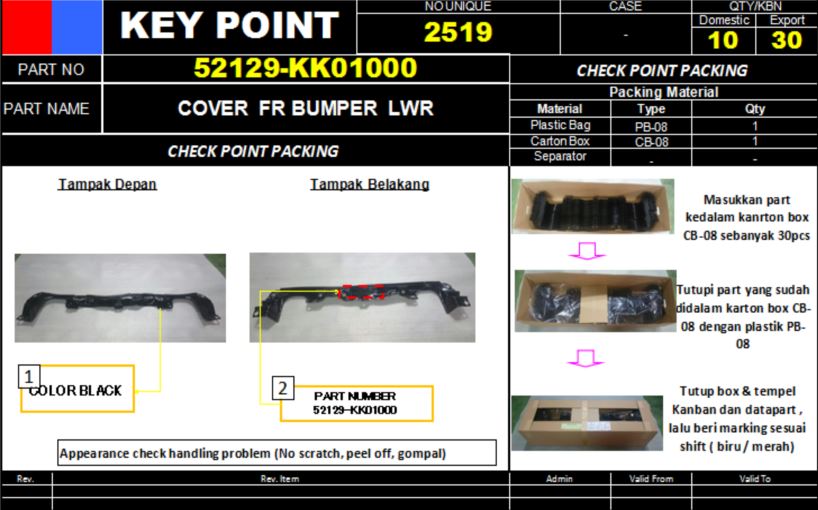 KEY POINT
NO UNIQUE
2519
CASE
-
QTY/KBN
Domestic
Export
10
30
PART NO
52129-KK01000
PART NAME
COVER FR BUMPER LWR
CHECK POINT PACKING
CHECK POINT PACKING
Packing Material
Material Type Qty
Plastic Bag PB-08 1
Carton Box CB-08 1
Separator - -
Tampak Depan
Tampak Belakang
1
COLOR BLACK
2
PART NUMBER
52129-KK01000
Appearance check handling problem (No scratch, peel off, gompal)
Masukkan part
kedalam kanrton box
CB-08 sebanyak 30pcs
Tutupi part yang sudah
didalam karton box CB-
08 dengan plastik PB-
08
Tutup box & tempel
Kanban dan datapart ,
lalu beri marking sesuai
shift ( biru / merah)
Rev. Rev. Item Admin Valid From Valid To